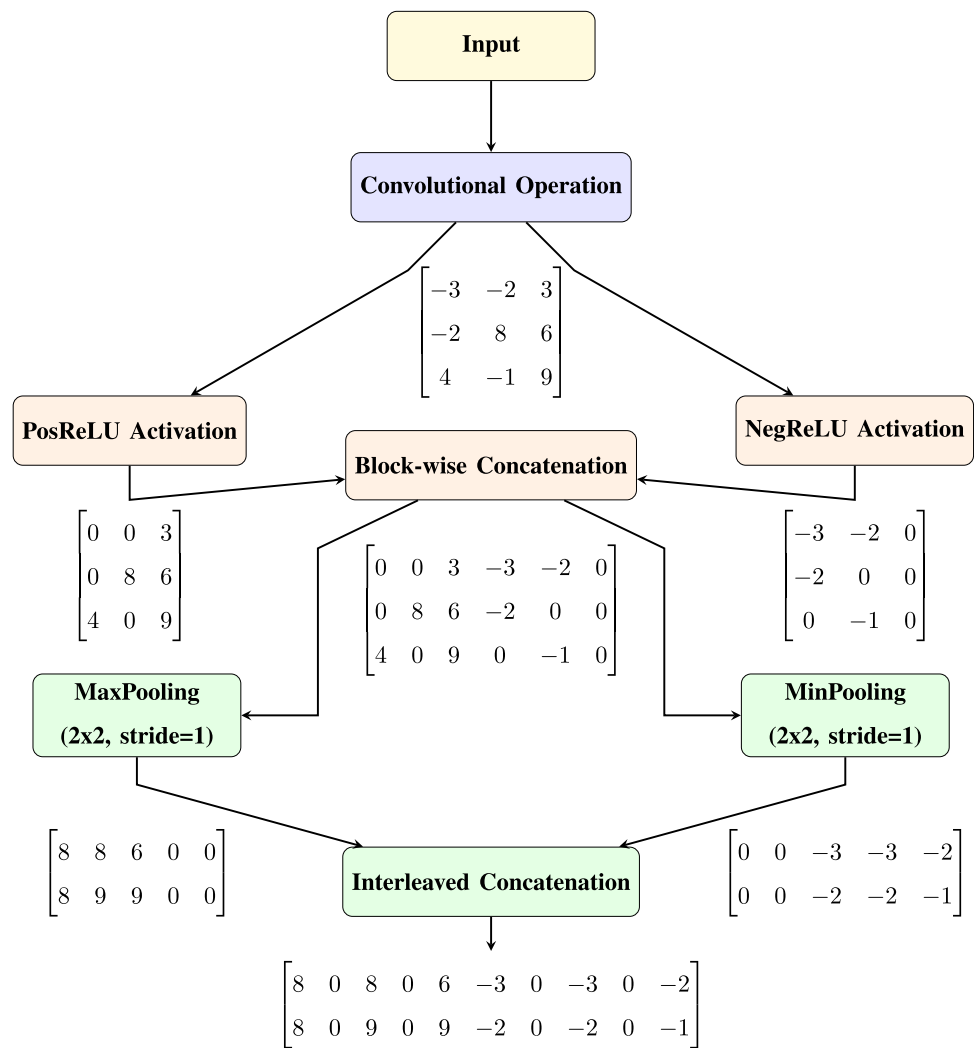 Input
Convolutional Operation
−3 −2 3
−2 8 6
4 −1 9
PosReLU Activation
NegReLU Activation
Block-wise Concatenation
0 0 3
0 8 6
4 0 9
0 0 3 −3 −2 0
0 8 6 −2 0 0
4 0 9 0 −1 0
−3 −2 0
−2 0 0
0 −1 0
MaxPooling
(2x2, stride=1)
MinPooling
(2x2, stride=1)
8 8 6 0 0
8 9 9 0 0
0 0 −3 −3 −2
0 0 −2 −2 −1
Interleaved Concatenation
8 0 8 0 6 −3 0 −3 0 −2
8 0 9 0 9 −2 0 −2 0 −1